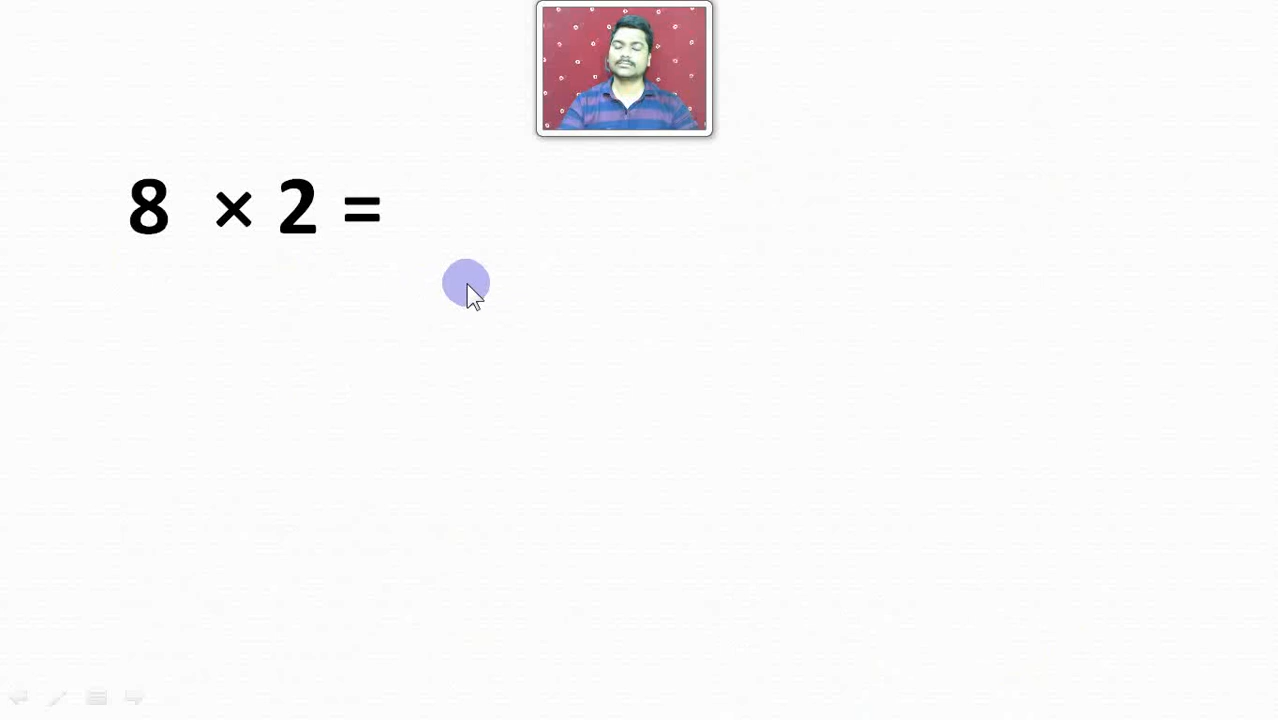 8 × 2 =